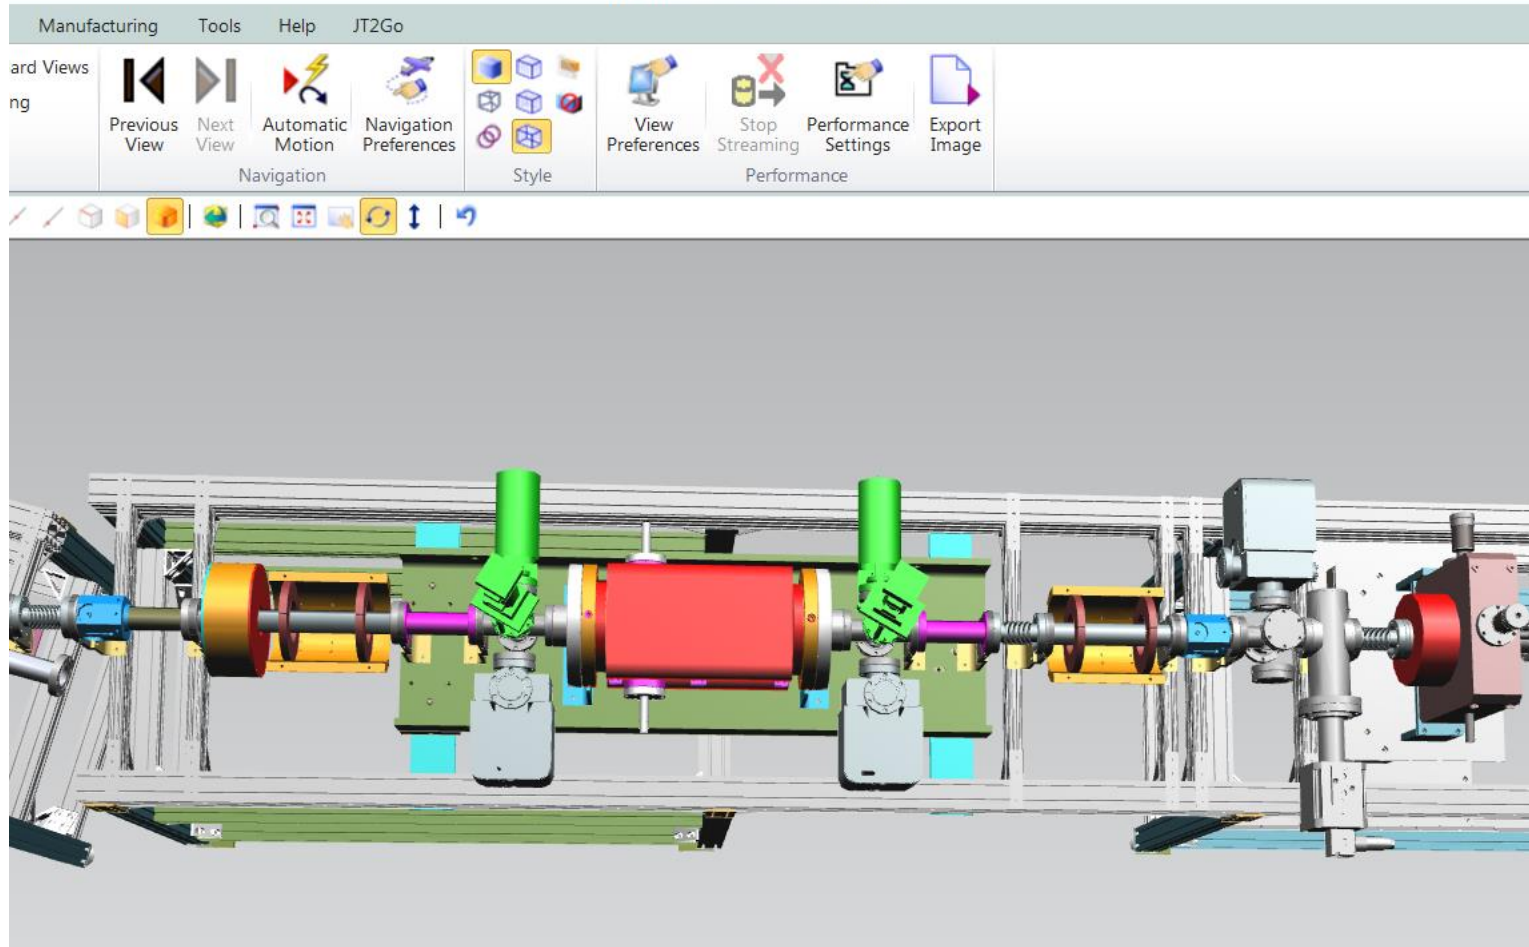 Manufacturing Tools Help JT2Go
ard Views
ng
Previous View
Next View
Automatic Motion
Navigation Preferences
Navigation
Style
View Preferences
Stop Streaming
Performance Settings
Export Image
Performance